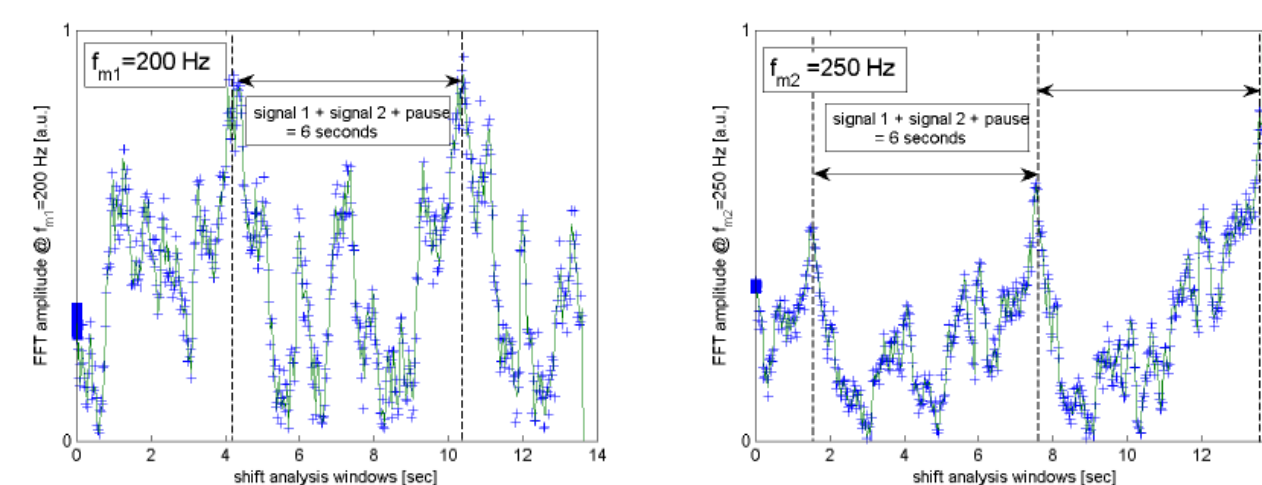 1
f_m1=200 Hz
signal 1 + signal 2 + pause
= 6 seconds
FFT amplitude @ f_m1=200 Hz [a.u.]
0
0 2 4 6 8 10 12 14
shift analysis windows [sec]
1
f_m2 =250 Hz
signal 1 + signal 2 + pause
= 6 seconds
FFT amplitude @ f_m2=250 Hz [a.u.]
0
0 2 4 6 8 10 12
shift analysis windows [sec]